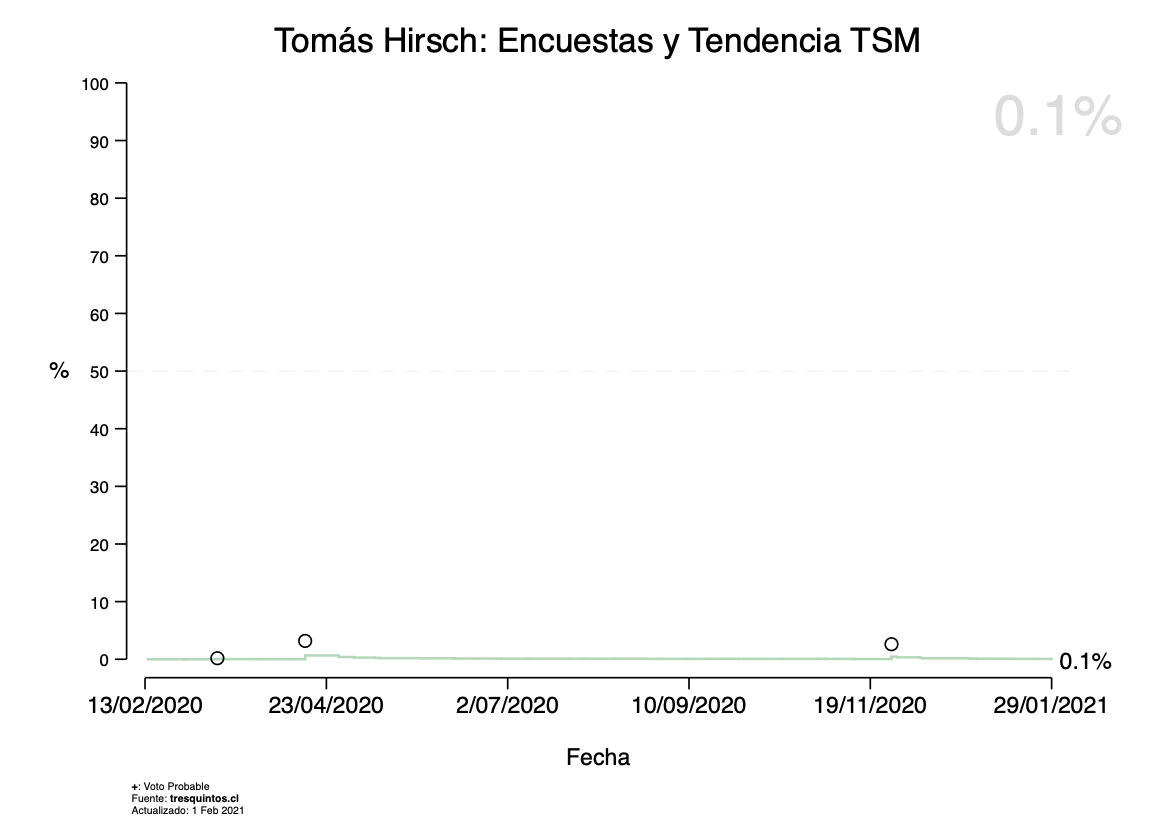 Tomás Hirsch: Encuestas y Tendencia TSM
0.1%
100
90
80
70
60
% 50
40
30
20
10
0
0.1%
13/02/2020 23/04/2020 2/07/2020 10/09/2020 19/11/2020 29/01/2021
Fecha
+: Voto Probable
Fuente: tresquintos.cl
Actualizado: 1 Feb 2021